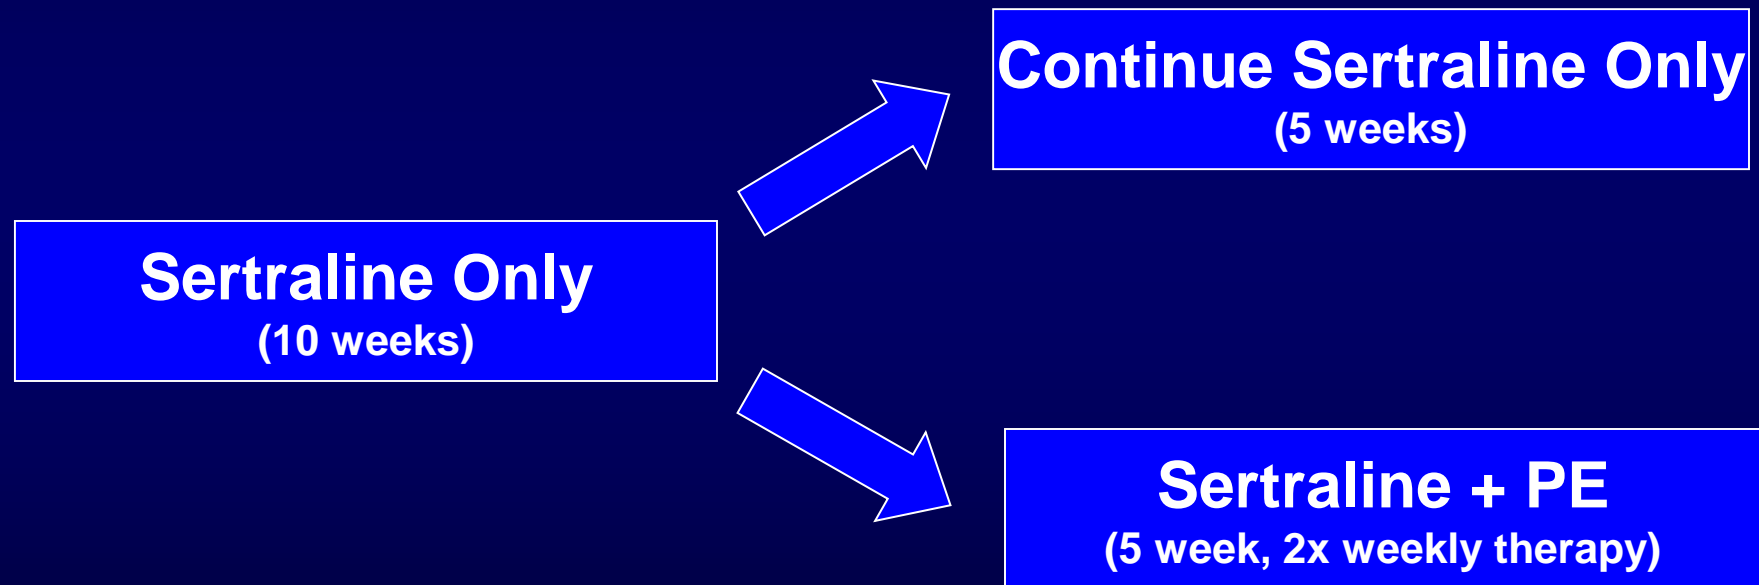 Continue Sertraline Only
(5 weeks)
Sertraline Only
(10 weeks)
Sertraline + PE
(5 week, 2x weekly therapy)